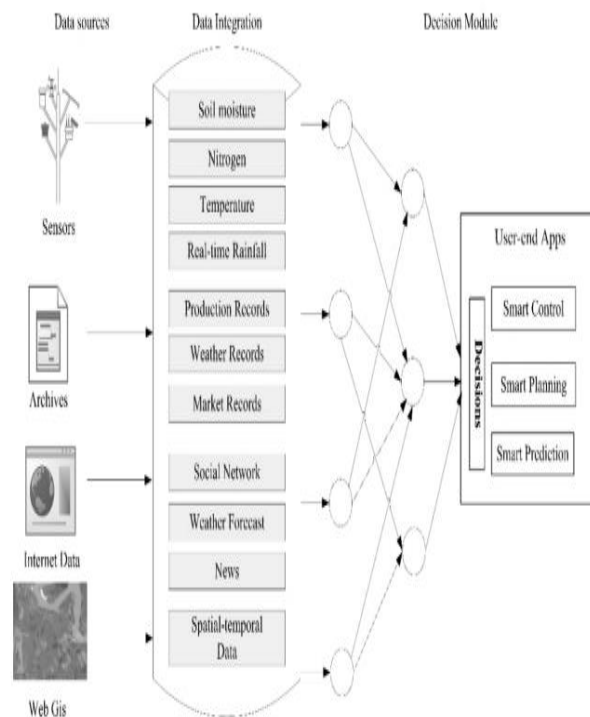 Data sources
Data Integration
Decision Module
Sensors
Archives
Internet Data
Web Gis
Soil moisture
Nitrogen
Temperature
Real-time Rainfall
Production Records
Weather Records
Market Records
Social Network
Weather Forecast
News
Spatial-temporal
Data
User-end Apps
Decisions
Smart Control
Smart Planning
Smart Prediction